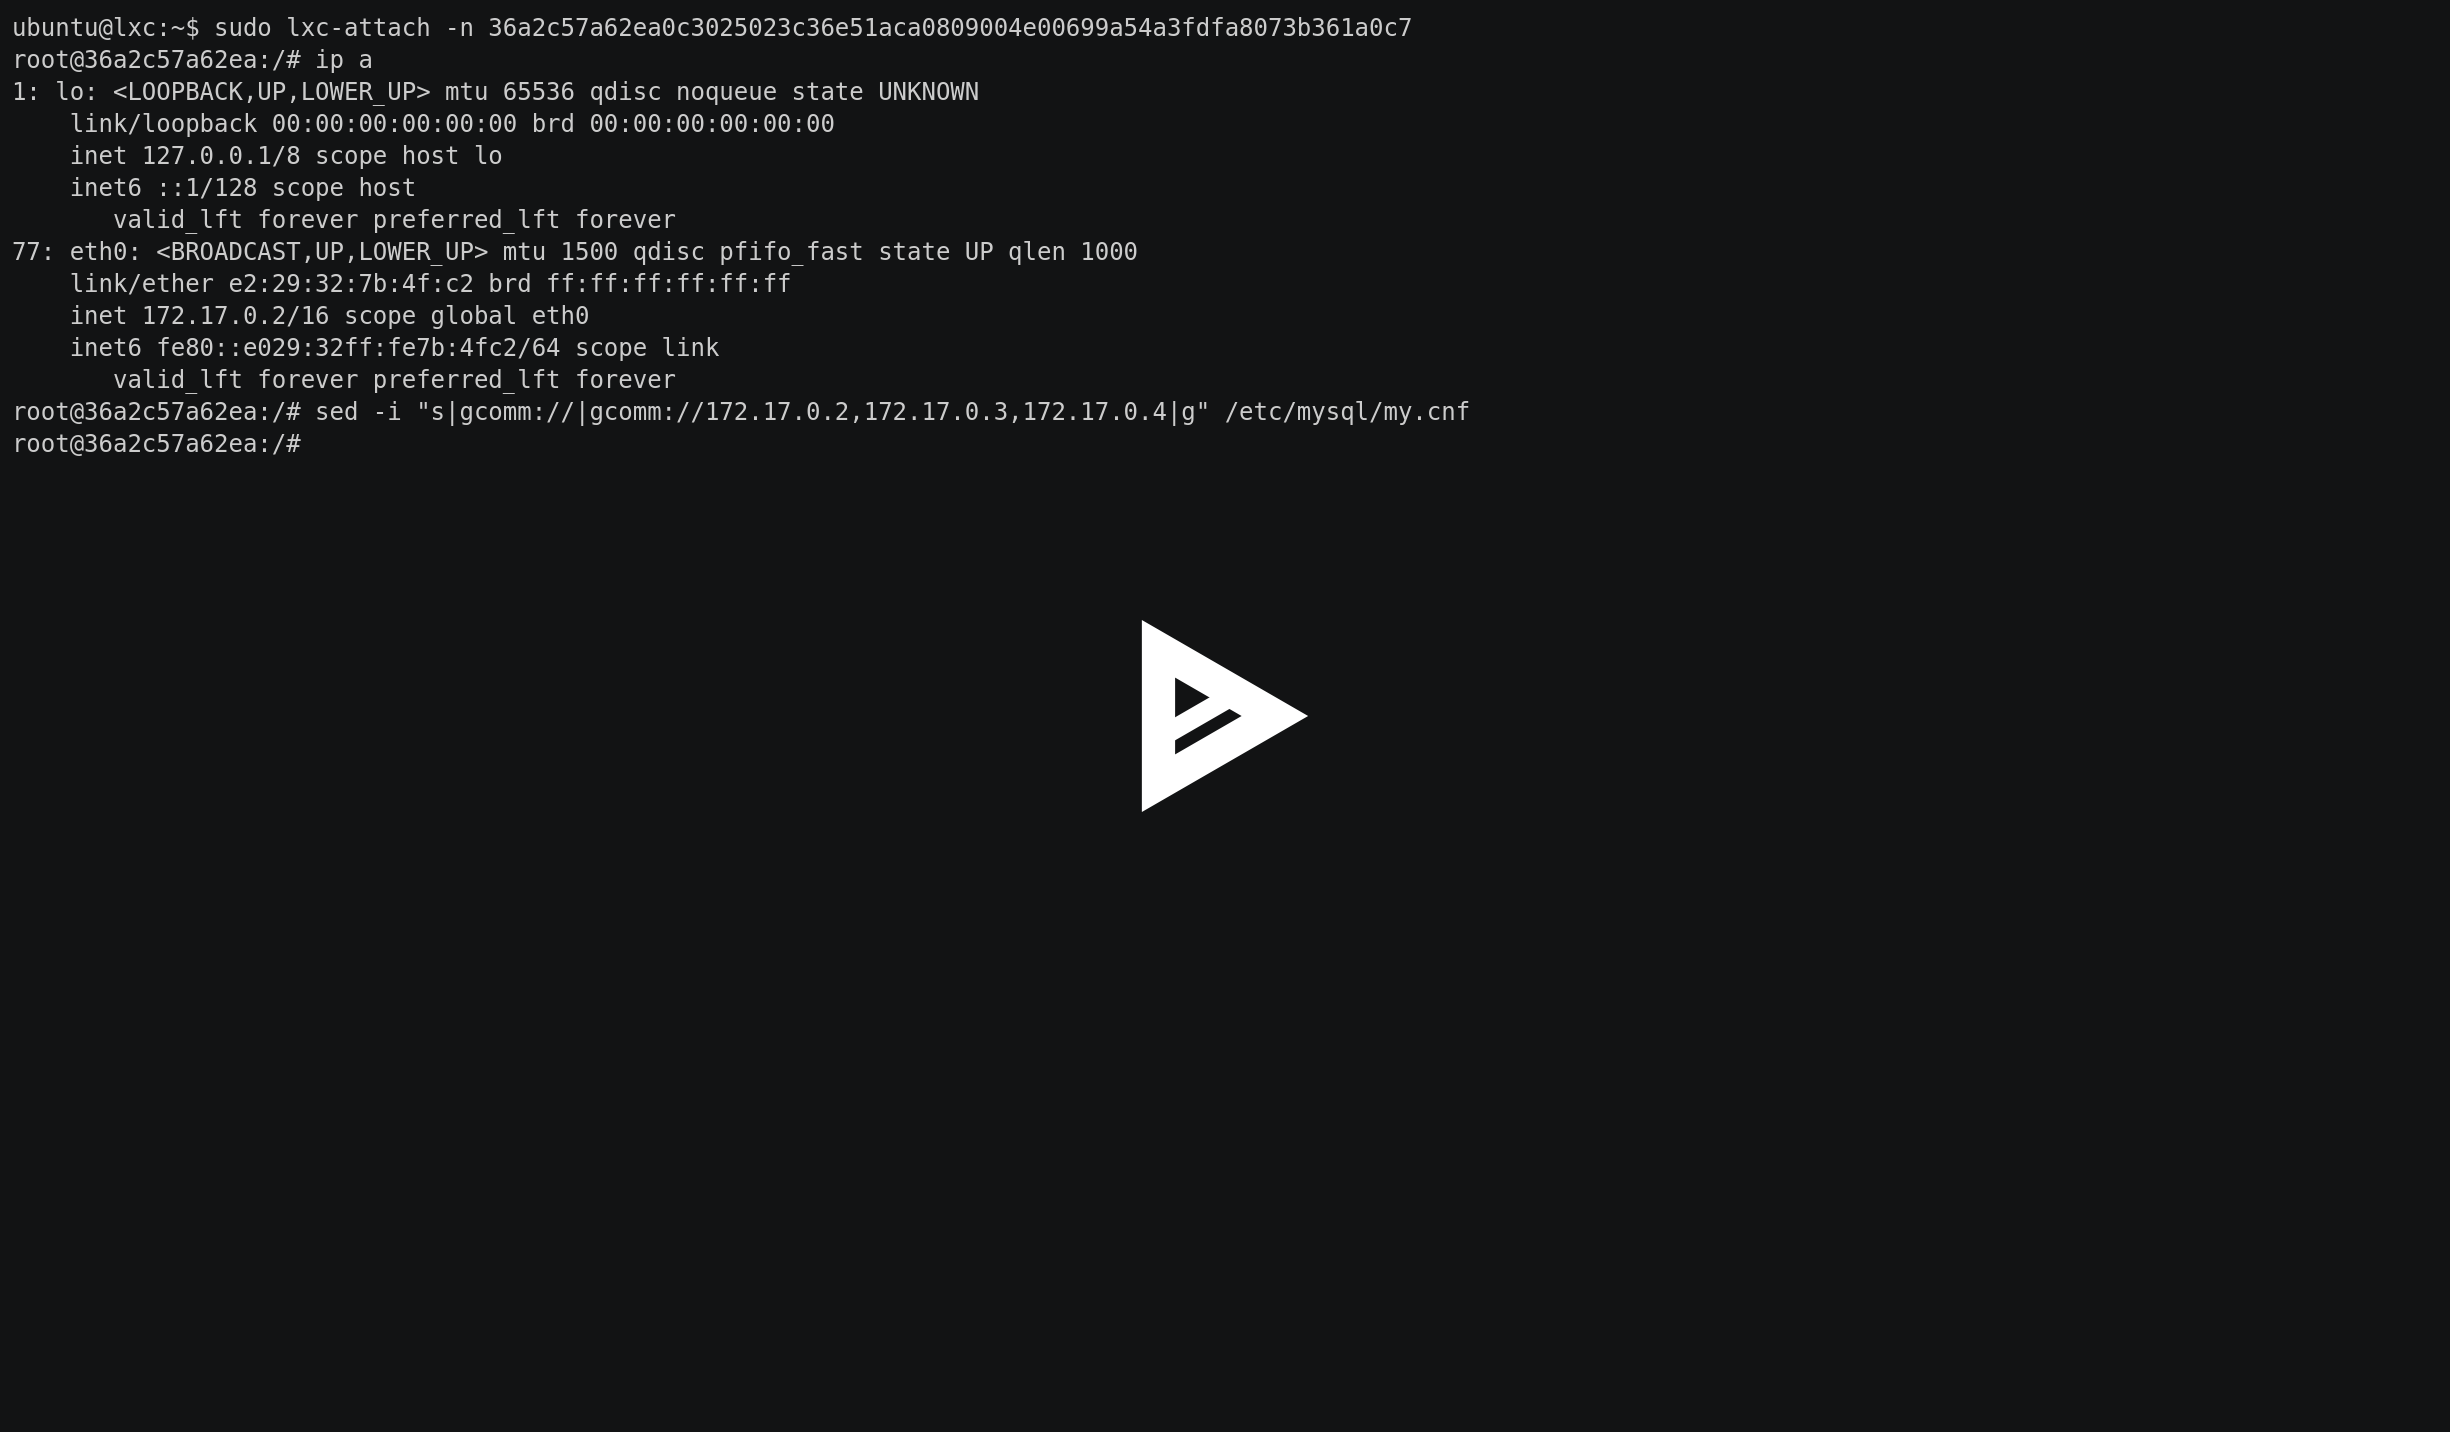 ubuntu@lxc:~$ sudo lxc-attach -n 36a2c57a62ea0c3025023c36e51aca0809004e00699a54a3fdfa8073b361a0c7
root@36a2c57a62ea:/# ip a
1: lo: <LOOPBACK,UP,LOWER_UP> mtu 65536 qdisc noqueue state UNKNOWN
    link/loopback 00:00:00:00:00:00 brd 00:00:00:00:00:00
    inet 127.0.0.1/8 scope host lo
    inet6 ::1/128 scope host
       valid_lft forever preferred_lft forever
77: eth0: <BROADCAST,UP,LOWER_UP> mtu 1500 qdisc pfifo_fast state UP qlen 1000
    link/ether e2:29:32:7b:4f:c2 brd ff:ff:ff:ff:ff:ff
    inet 172.17.0.2/16 scope global eth0
    inet6 fe80::e029:32ff:fe7b:4fc2/64 scope link
       valid_lft forever preferred_lft forever
root@36a2c57a62ea:/# sed -i "s|gcomm://|gcomm://172.17.0.2,172.17.0.3,172.17.0.4|g" /etc/mysql/my.cnf
root@36a2c57a62ea:/#